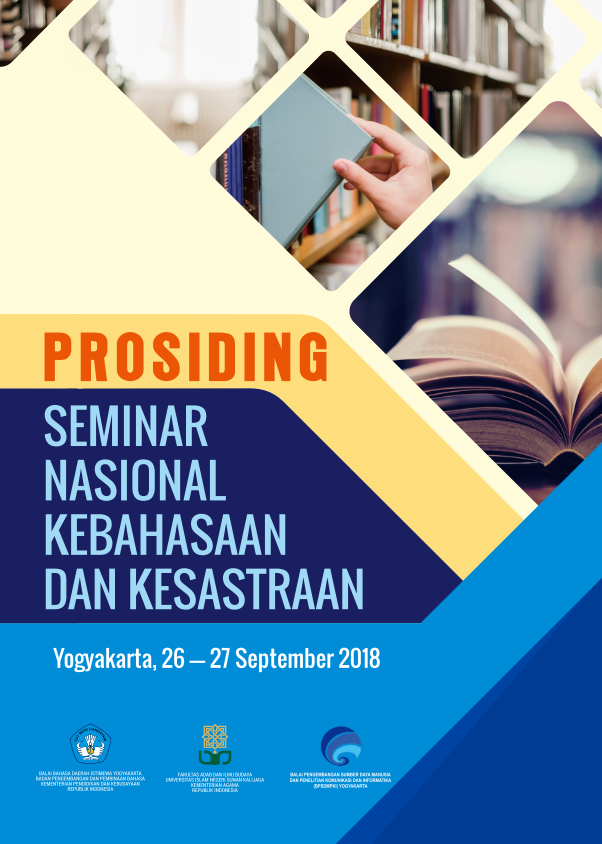 PROSIDING
SEMINAR
NASIONAL
KEBAHASAAN
DAN KESASTRAAN
Yogyakarta, 26 — 27 September 2018
BALAI BAHASA DAERAH ISTIMEWA YOGYAKARTA
BADAN PENGEMBANGAN DAN PEMBINAAN BAHASA
KEMENTERIAN PENDIDIKAN DAN KEBUDAYAAN
REPUBLIK INDONESIA
FAKULTAS ADAB DAN ILMU BUDAYA
UNIVERSITAS ISLAM NEGERI SUNAN KALIJAGA
KEMENTERIAN AGAMA
REPUBLIK INDONESIA
BALAI PENGEMBANGAN SUMBER DAYA MANUSIA
DAN PENELITIAN KOMUNIKASI DAN INFORMATIKA
(BPSDMPKI) YOGYAKARTA